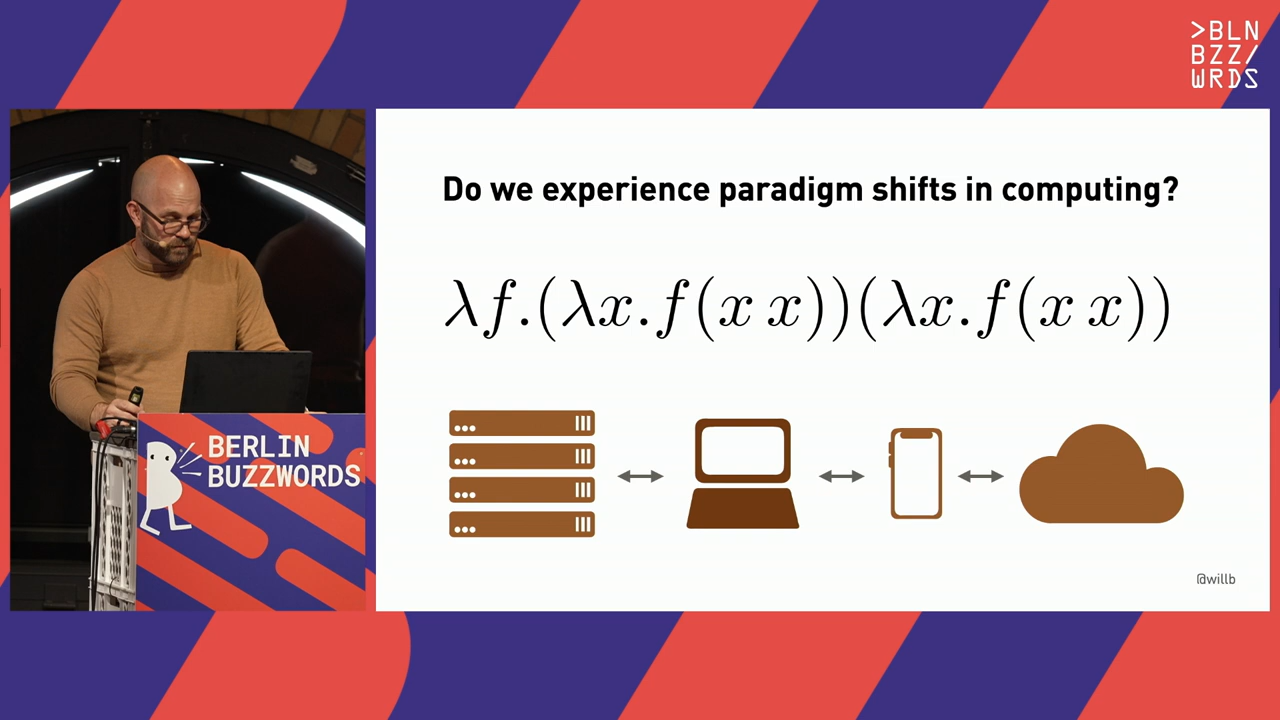 >BLN
BZZ/
WRDS
Do we experience paradigm shifts in computing?
λf.(λx.f(x x))(λx.f(x x))
BERLIN
BUZZWORDS
@willb